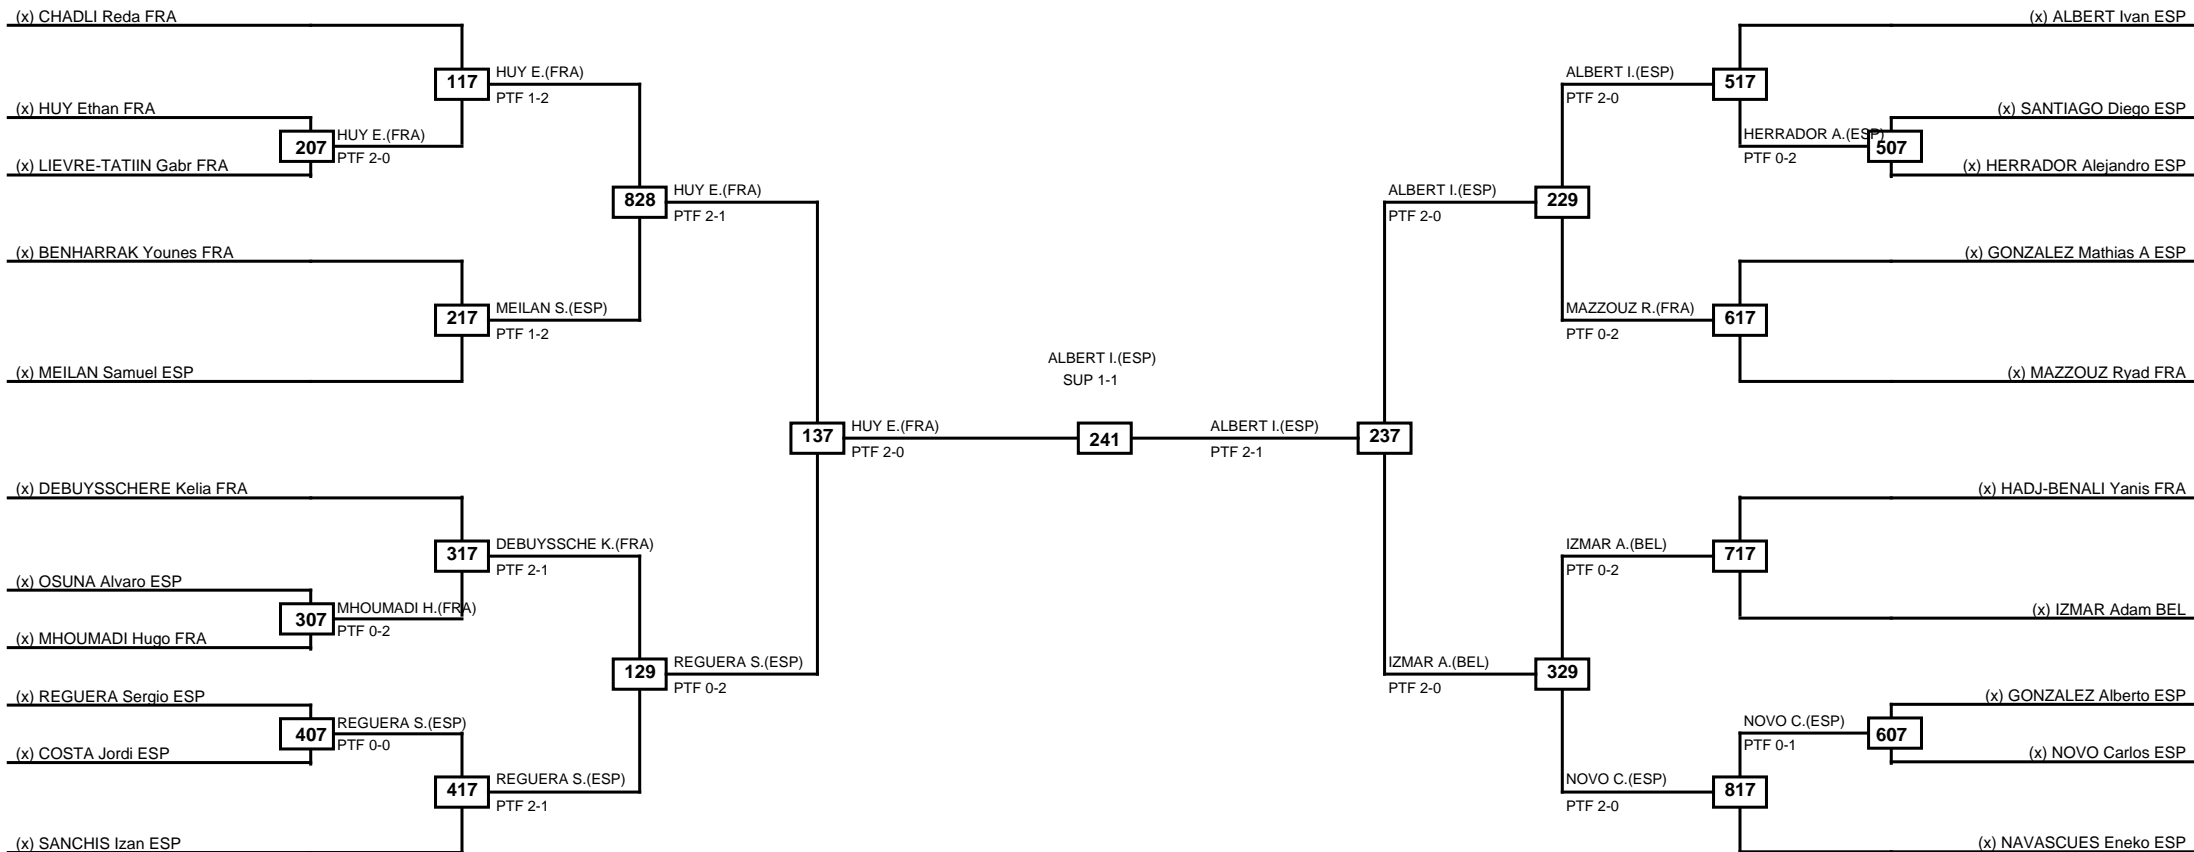 (x) CHADLI Reda FRA
(x) ALBERT Ivan ESP
117
HUY E.(FRA)
PTF 1-2
ALBERT I.(ESP)
PTF 2-0
517
(x) HUY Ethan FRA
(x) SANTIAGO Diego ESP
207
HUY E.(FRA)
PTF 2-0
HERRADOR A.(ESP)
PTF 0-2
507
(x) LIEVRE-TATIIN Gabr FRA
(x) HERRADOR Alejandro ESP
828
HUY E.(FRA)
PTF 2-1
ALBERT I.(ESP)
PTF 2-0
229
(x) BENHARRAK Younes FRA
(x) GONZALEZ Mathias A ESP
217
MEILAN S.(ESP)
PTF 1-2
MAZZOUZ R.(FRA)
PTF 0-2
617
(x) MEILAN Samuel ESP
(x) MAZZOUZ Ryad FRA
ALBERT I.(ESP)
SUP 1-1
137
HUY E.(FRA)
PTF 2-0
241
ALBERT I.(ESP)
PTF 2-1
237
(x) DEBUYSSCHERE Kelia FRA
(x) HADJ-BENALI Yanis FRA
317
DEBUYSSCHE K.(FRA)
PTF 2-1
IZMAR A.(BEL)
PTF 0-2
717
(x) OSUNA Alvaro ESP
307
MHOUMADI H.(FRA)
PTF 0-2
(x) MHOUMADI Hugo FRA
(x) IZMAR Adam BEL
129
REGUERA S.(ESP)
PTF 0-2
IZMAR A.(BEL)
PTF 2-0
329
(x) REGUERA Sergio ESP
(x) GONZALEZ Alberto ESP
407
REGUERA S.(ESP)
PTF 0-0
NOVO C.(ESP)
PTF 0-1
607
(x) COSTA Jordi ESP
(x) NOVO Carlos ESP
417
REGUERA S.(ESP)
PTF 2-1
NOVO C.(ESP)
PTF 2-0
817
(x) SANCHIS Izan ESP
(x) NAVASCUES Eneko ESP